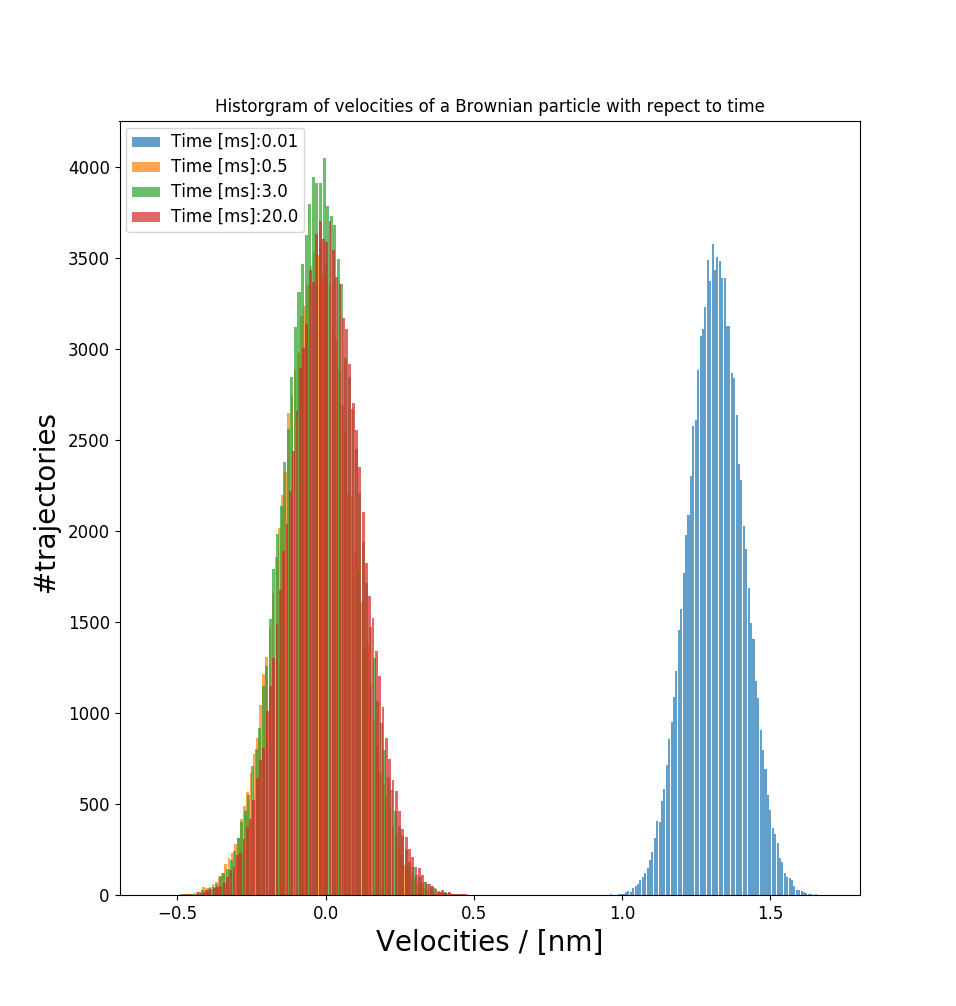 Historgram of velocities of a Brownian particle with repect to time
Time [ms]:0.01
Time [ms]:0.5
Time [ms]:3.0
Time [ms]:20.0
4000
3500
3000
2500
2000
1500
1000
500
0
#trajectories
−0.5 0.0 0.5 1.0 1.5
Velocities / [nm]